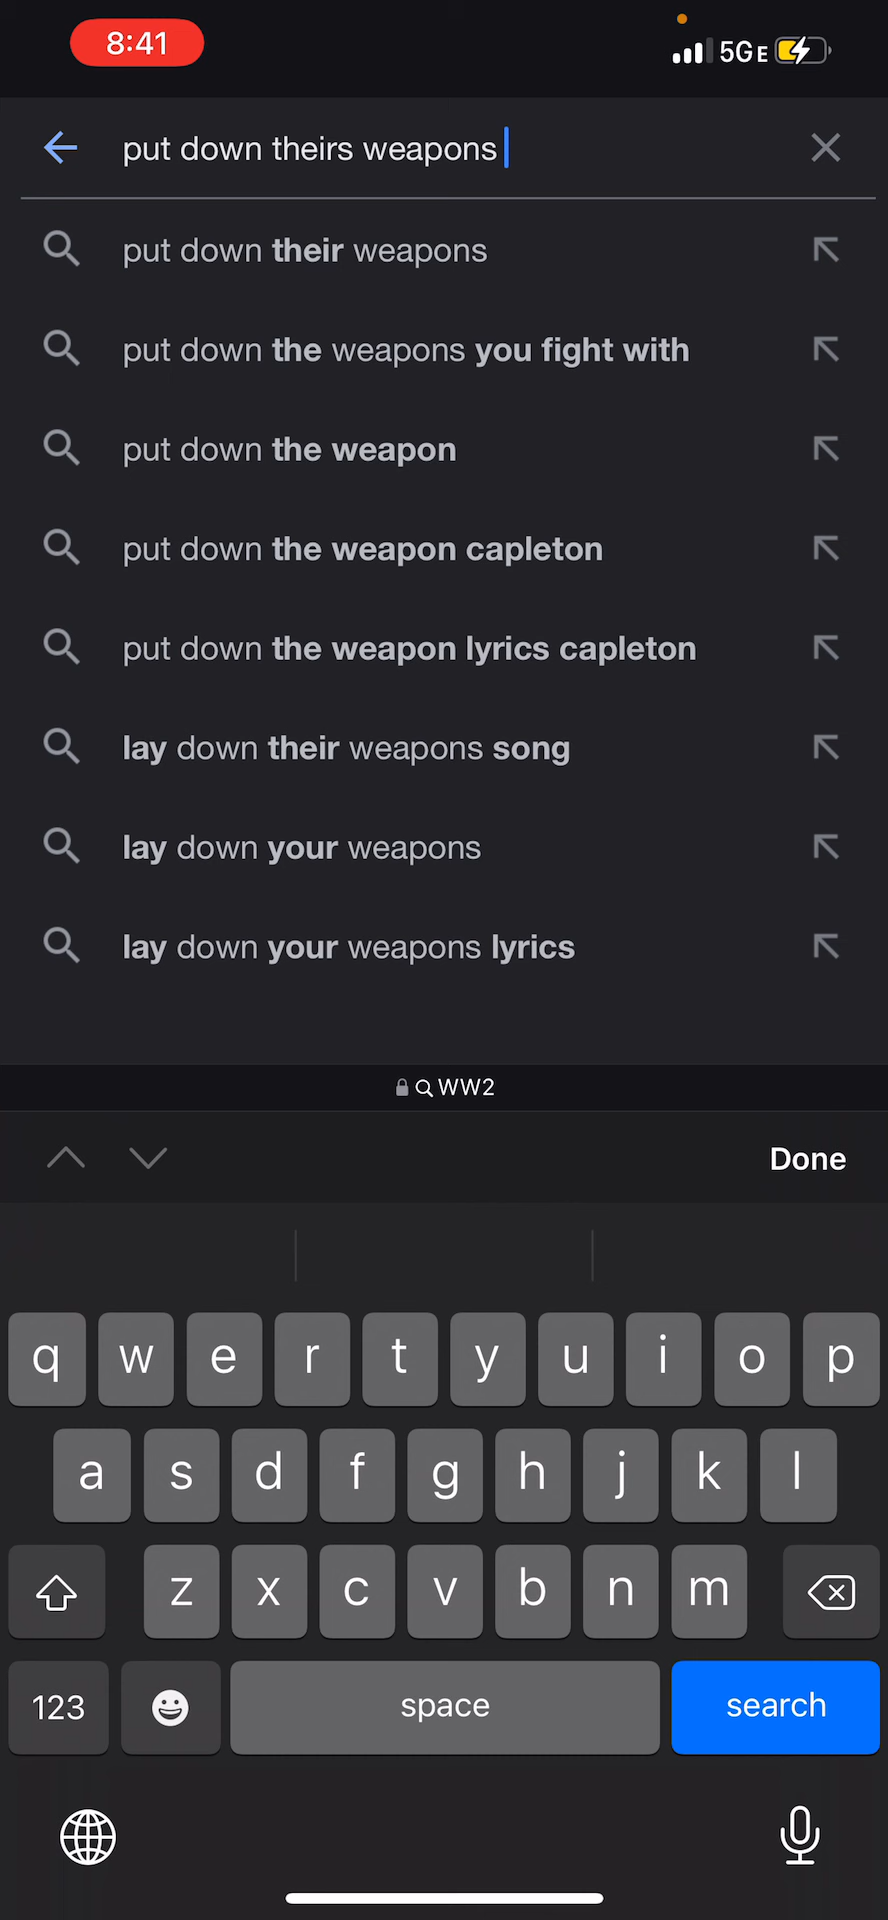 8:41
5GE
put down theirs weapons
put down their weapons
put down the weapons you fight with
put down the weapon
put down the weapon capleton
put down the weapon lyrics capleton
lay down their weapons song
lay down your weapons
lay down your weapons lyrics
WW2
Done
q w e r t y u i o p
a s d f g h j k l
z x c v b n m
123 space search